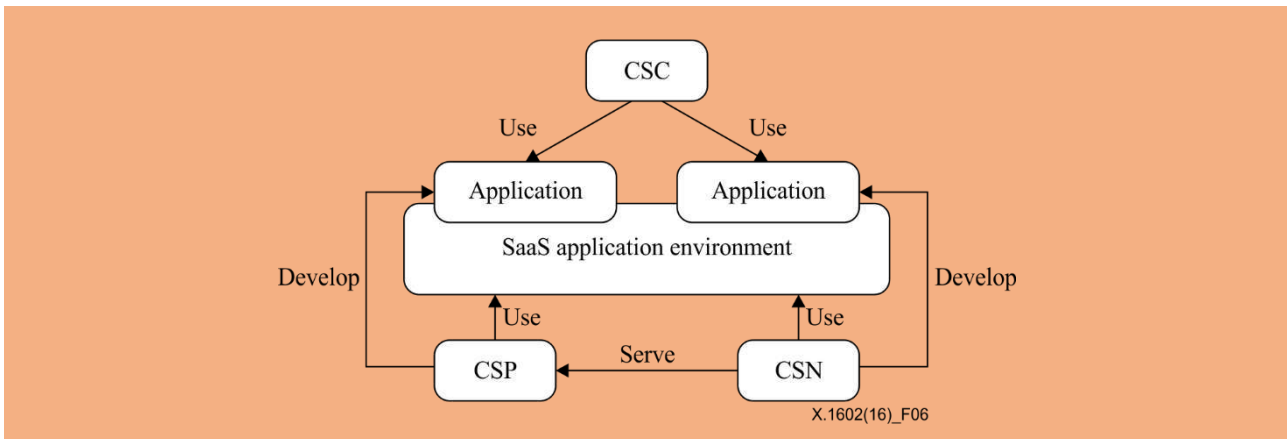 CSC
Use
Use
Application
Application
SaaS application environment
Develop
Develop
Use
Use
CSP
Serve
CSN
X.1602(16)_F06